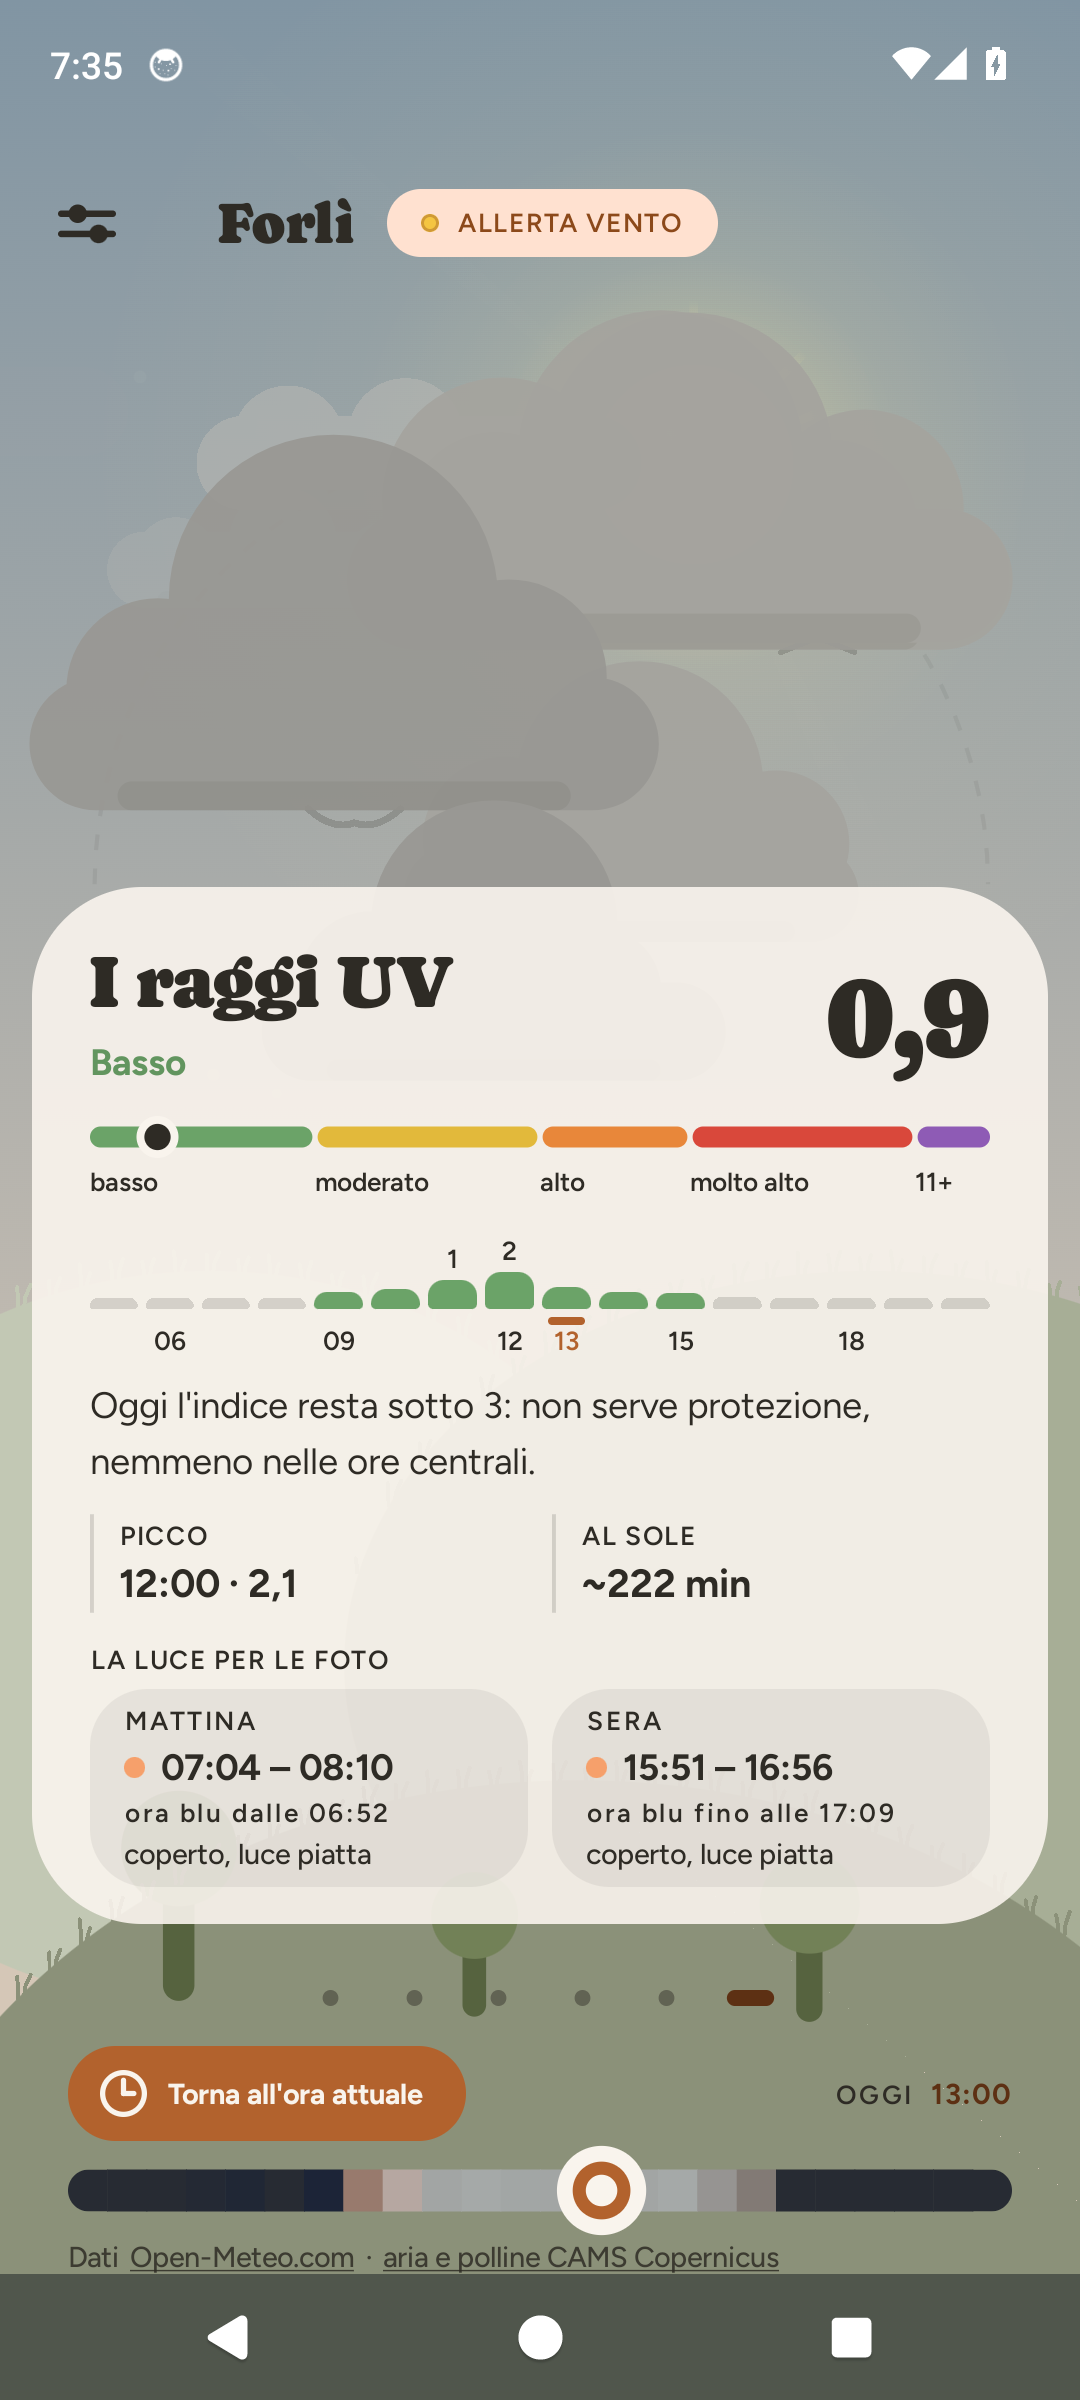 7:35
Forlì
ALLERTA VENTO
I raggi UV
0,9
Basso
basso moderato alto molto alto 11+
1 2
06 09 12 13 15 18
Oggi l'indice resta sotto 3: non serve protezione,
nemmeno nelle ore centrali.
PICCO
12:00 · 2,1
AL SOLE
~222 min
LA LUCE PER LE FOTO
MATTINA
07:04 – 08:10
ora blu dalle 06:52
coperto, luce piatta
SERA
15:51 – 16:56
ora blu fino alle 17:09
coperto, luce piatta
Torna all'ora attuale
OGGI 13:00
Dati Open-Meteo.com · aria e polline CAMS Copernicus